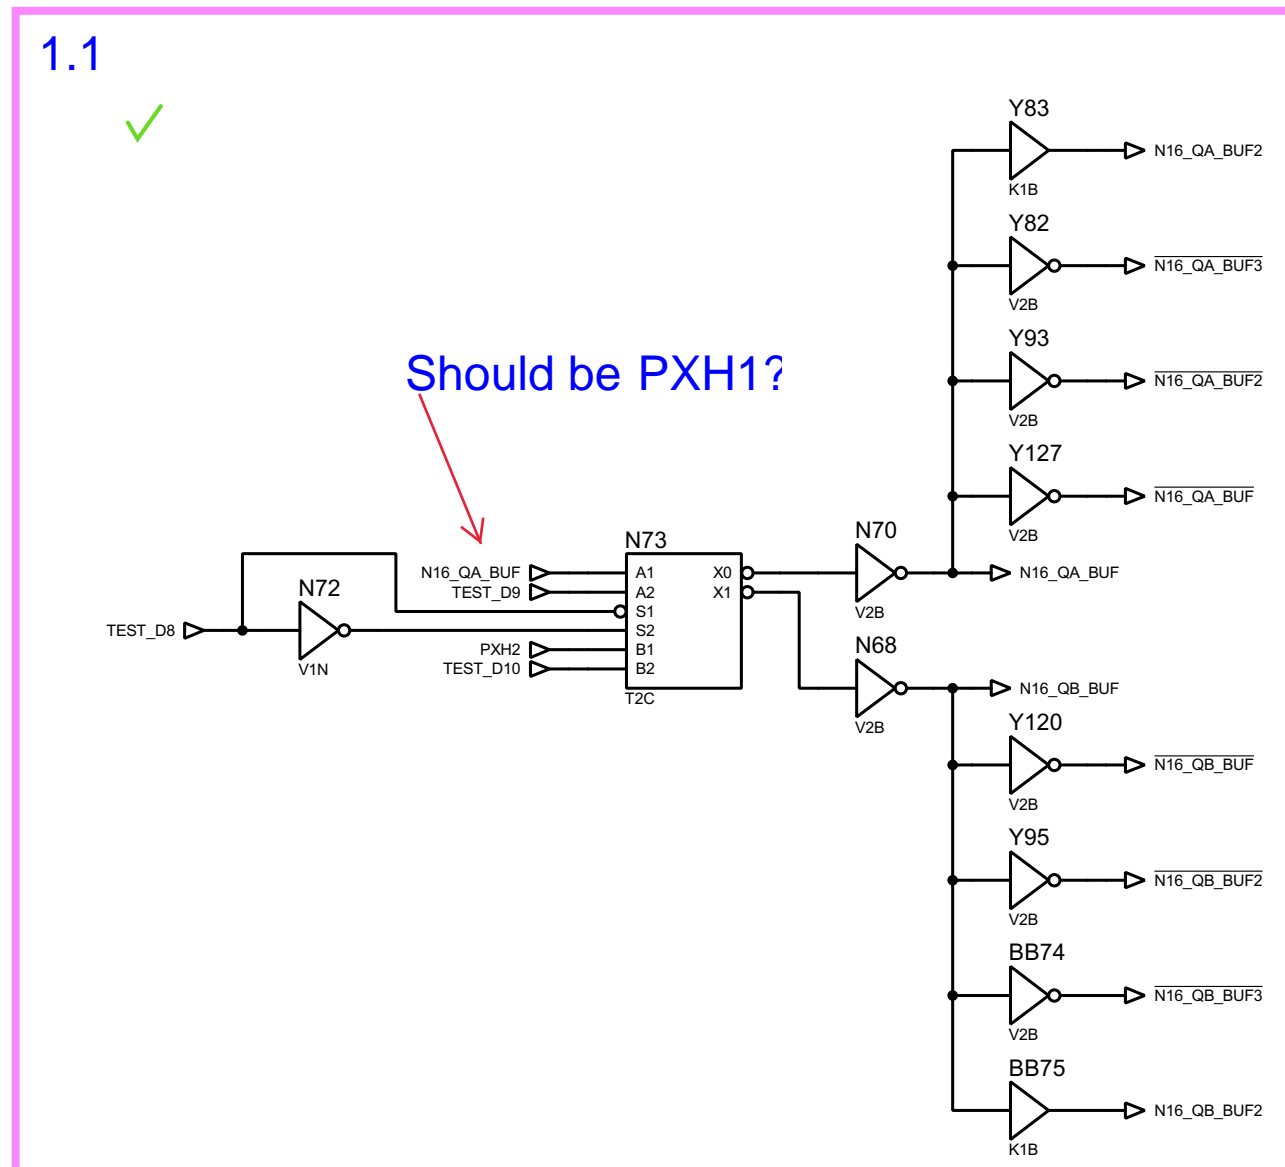 1.1
Y83
N16_QA_BUF2
K1B
Y82
N16_QA_BUF3
V2B
Y93
N16_QA_BUF2
V2B
Should be PXH1?
Y127
N16_QA_BUF
V2B
N73
N70
N16_QA_BUF
A1
X0
N16_QA_BUF
TEST_D9
A2
X1
N72
S1
V2B
TEST_D8
S2
PXH2
B1
N68
TEST_D10
B2
V1N
T2C
N16_QB_BUF
V2B
Y120
N16_QB_BUF
V2B
Y95
N16_QB_BUF2
V2B
BB74
N16_QB_BUF3
V2B
BB75
N16_QB_BUF2
K1B